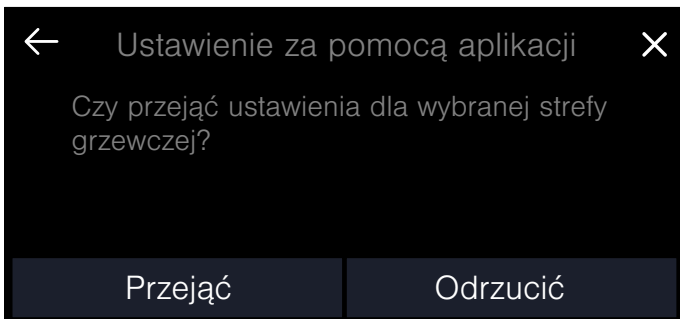 Ustawienie za pomocą aplikacji
Czy przejąć ustawienia dla wybranej strefy
grzewczej?
Przejąć
Odrzucić